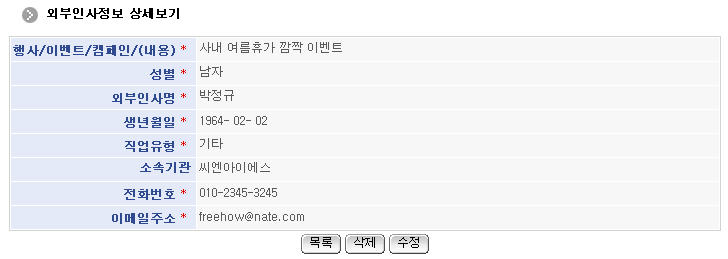 외부인사정보 상세보기
행사/이벤트/캠페인/(내용) * 사내 여름휴가 깜짝 이벤트
성별 * 남자
외부인사명 * 박정규
생년월일 * 1964- 02- 02
직업유형 * 기타
소속기관 씨엔아이에스
전화번호 * 010-2345-3245
이메일주소 * freehow@nate.com
목록 삭제 수정